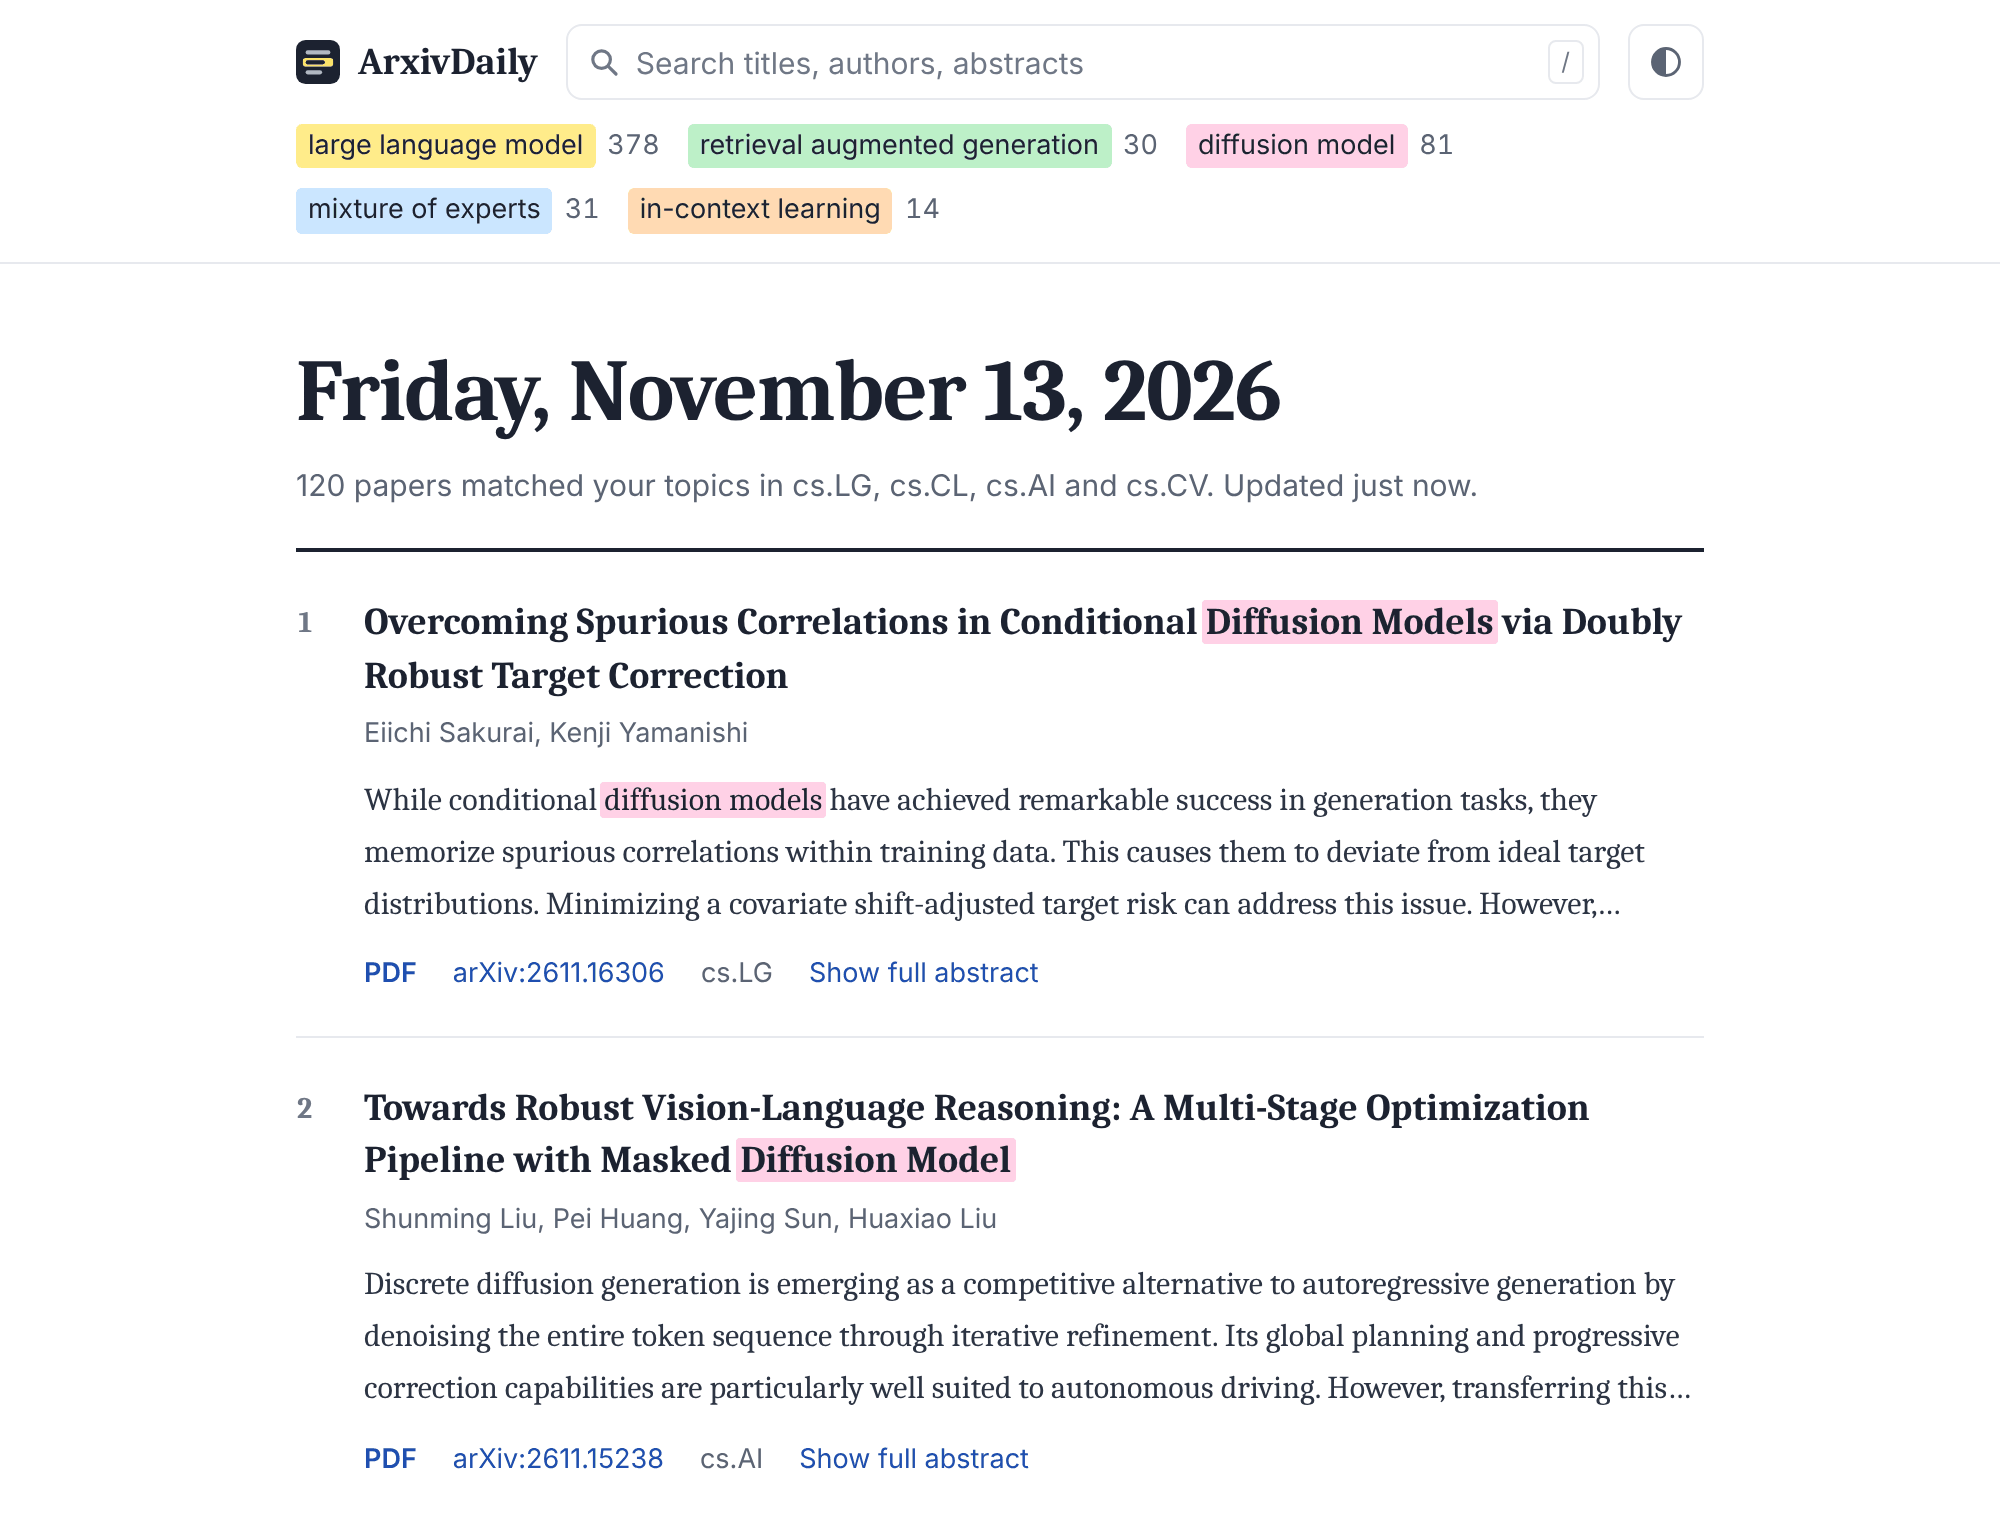 ArxivDaily
Search titles, authors, abstracts
/
large language model 378 retrieval augmented generation 30 diffusion model 81
mixture of experts 31 in-context learning 14
Friday, November 13, 2026
120 papers matched your topics in cs.LG, cs.CL, cs.AI and cs.CV. Updated just now.
1
Overcoming Spurious Correlations in Conditional Diffusion Models via Doubly
Robust Target Correction
Eiichi Sakurai, Kenji Yamanishi
While conditional diffusion models have achieved remarkable success in generation tasks, they
memorize spurious correlations within training data. This causes them to deviate from ideal target
distributions. Minimizing a covariate shift-adjusted target risk can address this issue. However,...
PDF arXiv:2611.16306 cs.LG Show full abstract
2
Towards Robust Vision-Language Reasoning: A Multi-Stage Optimization
Pipeline with Masked Diffusion Model
Shunming Liu, Pei Huang, Yajing Sun, Huaxiao Liu
Discrete diffusion generation is emerging as a competitive alternative to autoregressive generation by
denoising the entire token sequence through iterative refinement. Its global planning and progressive
correction capabilities are particularly well suited to autonomous driving. However, transferring this...
PDF arXiv:2611.15238 cs.AI Show full abstract